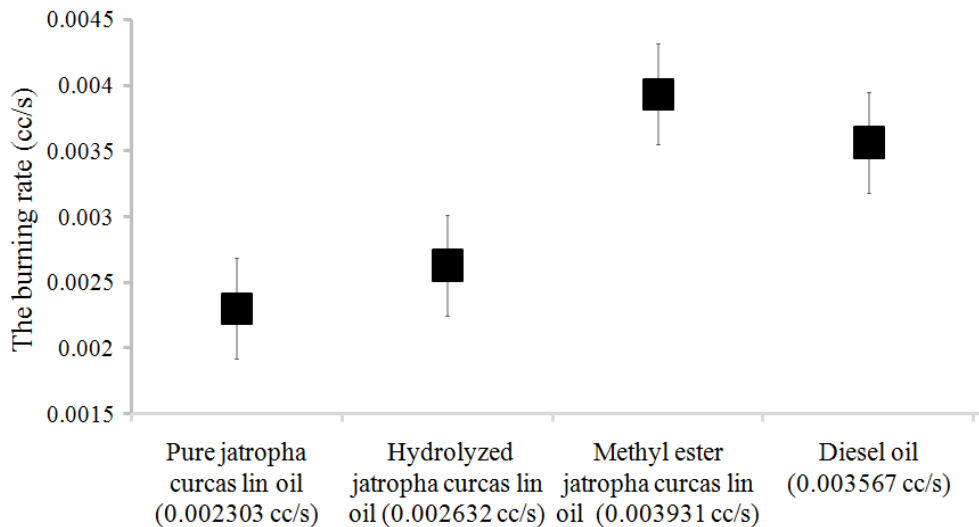 The burning rate (cc/s)
0.0045
0.004
0.0035
0.003
0.0025
0.002
0.0015
Pure jatropha
curcas lin oil
(0.002303 cc/s)
Hydrolyzed
jatropha curcas lin
oil (0.002632 cc/s)
Methyl ester
jatropha curcas lin
oil (0.003931 cc/s)
Diesel oil
(0.003567 cc/s)